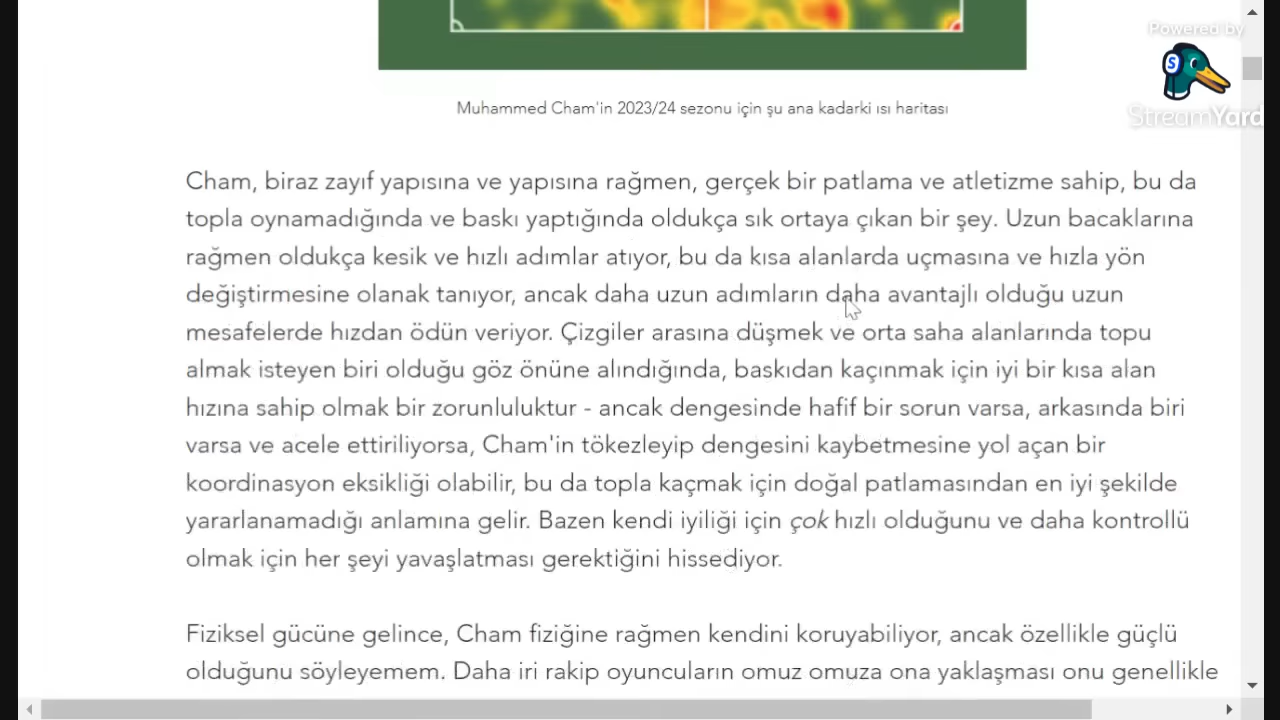 Powered by
StreamYard
Muhammed Cham'in 2023/24 sezonu için şu ana kadarki ısı haritası
Cham, biraz zayıf yapısına ve yapısına rağmen, gerçek bir patlama ve atletizme sahip, bu da
topla oynamadığında ve baskı yaptığında oldukça sık ortaya çıkan bir şey. Uzun bacaklarına
rağmen oldukça kesik ve hızlı adımlar atıyor, bu da kısa alanlarda uçmasına ve hızla yön
değiştirmesine olanak tanıyor, ancak daha uzun adımların daha avantajlı olduğu uzun
mesafelerde hızdan ödün veriyor. Çizgiler arasına düşmek ve orta saha alanlarında topu
almak isteyen biri olduğu göz önüne alındığında, baskıdan kaçınmak için iyi bir kısa alan
hızına sahip olmak bir zorunluluktur - ancak dengesinde hafif bir sorun varsa, arkasında biri
varsa ve acele ettiriliyorsa, Cham'in tökezleyip dengesini kaybetmesine yol açan bir
koordinasyon eksikliği olabilir, bu da topla kaçmak için doğal patlamasından en iyi şekilde
yararlanamadığı anlamına gelir. Bazen kendi iyiliği için çok hızlı olduğunu ve daha kontrollü
olmak için her şeyi yavaşlatması gerektiğini hissediyor.
Fiziksel gücüne gelince, Cham fiziğine rağmen kendini koruyabiliyor, ancak özellikle güçlü
olduğunu söyleyemem. Daha iri rakip oyuncuların omuz omuza ona yaklaşması onu genellikle